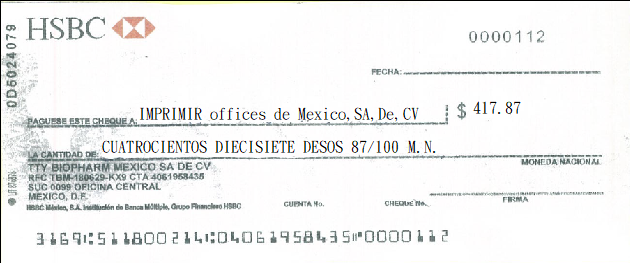 HSBC
0000112
0D5024079
FECHA:
PAGUESE ESTE CHEQUE A: IMPRIMIR offices de Mexico,SA,De,CV $ 417.87
CUATROCIENTOS DIECISIETE DESOS 87/100 M.N.
LA CANTIDAD DE: MONEDA NACIONAL
TTY BIOPHARM MEXICO SA DE CV
RFC TBM-180629-KX9 CTA 4061958435
SUC 0099 OFICINA CENTRAL
MEXICO, D.F. FIRMA
HSBC México, S.A. Institución de Banca Múltiple, Grupo Financiero HSBC CUENTA No. CHEQUE No.
31691:5118002141:04061958435 0000112